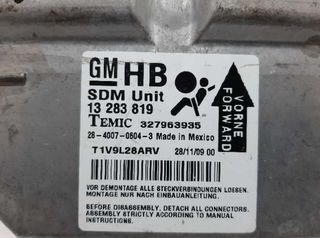 GM HB
SDM Unit
13 283 819
TEMIC 327963935
28-4007-0604-3 Made in Mexico
T1V9L28ARV 28/11/09 00
VORNE
FORWARD
VOR DEMONTAGE ALLE STECKVERBINDUNGEN LOESEN.
MONTAGE NUR NACH EINBAUANLEITUNG.
BEFORE DISASSEMBLY, DETACH ALL CONNECTORS.
ASSEMBLY STRICTLY ACCORDING TO MANUAL
INSTRUCTIONS.